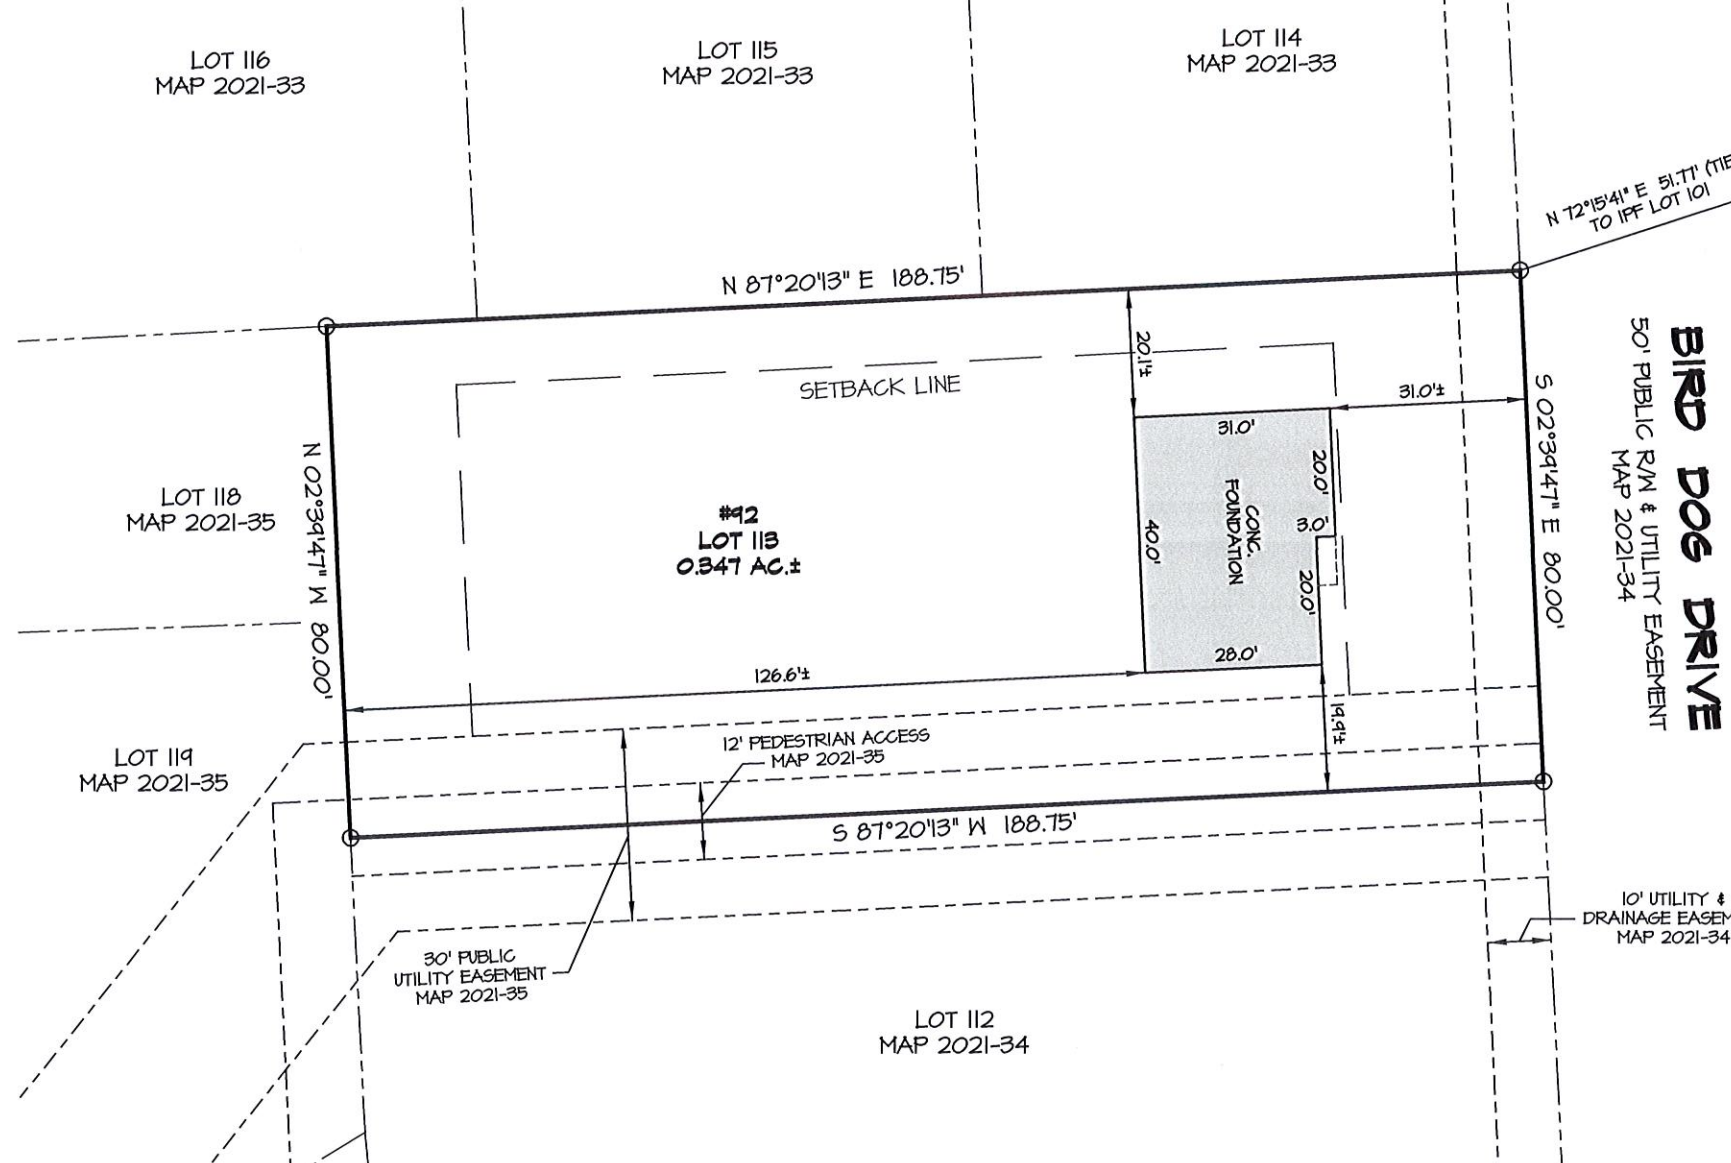 LOT 116
MAP 2021-33
LOT 115
MAP 2021-33
LOT 114
MAP 2021-33
N 72°15'41" E 51.77' (TIE
TO IPF LOT 101
N 87°20'13" E 188.75'
20.1'±
SETBACK LINE
31.0'±
BIRD DOG DRIVE
50' PUBLIC R/W & UTILITY EASEMENT
MAP 2021-34
S 02°39'47" E 80.00'
N 02°39'47" W 80.00'
LOT 118
MAP 2021-35
#92
LOT 113
0.347 AC.±
31.0'
20.0'
CONC.
FOUNDATION
3.0'
40.0'
20.0'
28.0'
126.6'±
19.9'±
LOT 119
MAP 2021-35
12' PEDESTRIAN ACCESS
MAP 2021-35
S 87°20'13" W 188.75'
30' PUBLIC
UTILITY EASEMENT
MAP 2021-35
10' UTILITY &
DRAINAGE EASEM
MAP 2021-34
LOT 112
MAP 2021-34